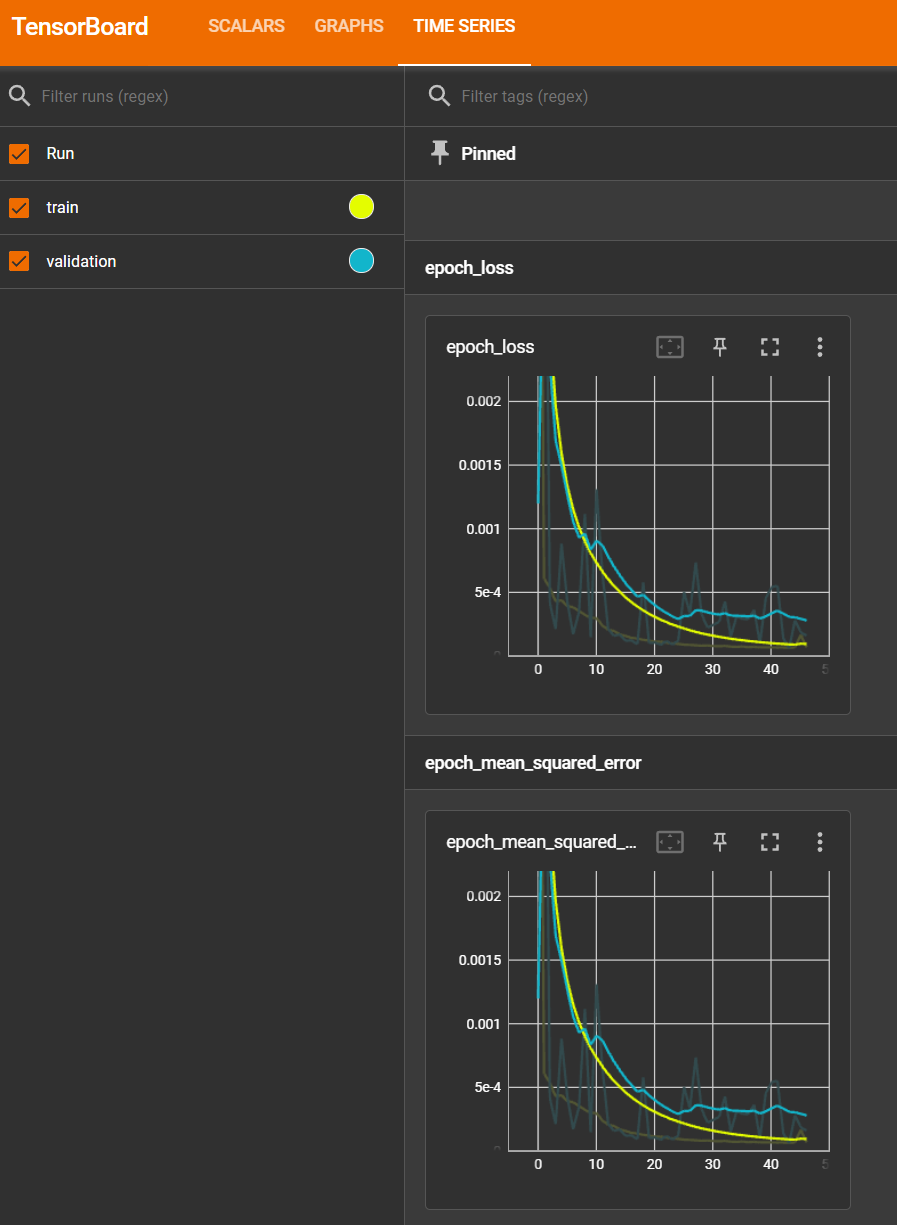 TensorBoard SCALARS GRAPHS TIME SERIES
Filter runs (regex)
Run
train
validation
Filter tags (regex)
Pinned
epoch_loss
epoch_loss
0.002
0.0015
0.001
5e-4
0
0 10 20 30 40 5
epoch_mean_squared_error
epoch_mean_squared_...
0.002
0.0015
0.001
5e-4
0
0 10 20 30 40 5